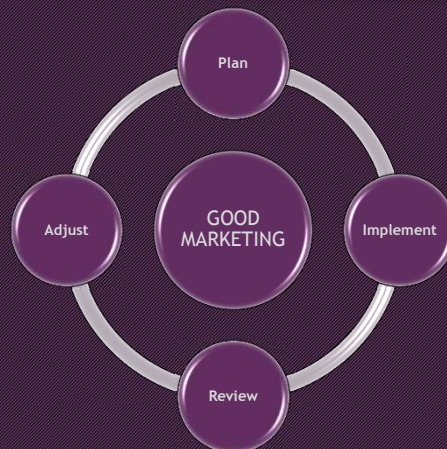 Plan
Adjust
GOOD
MARKETING
Implement
Review